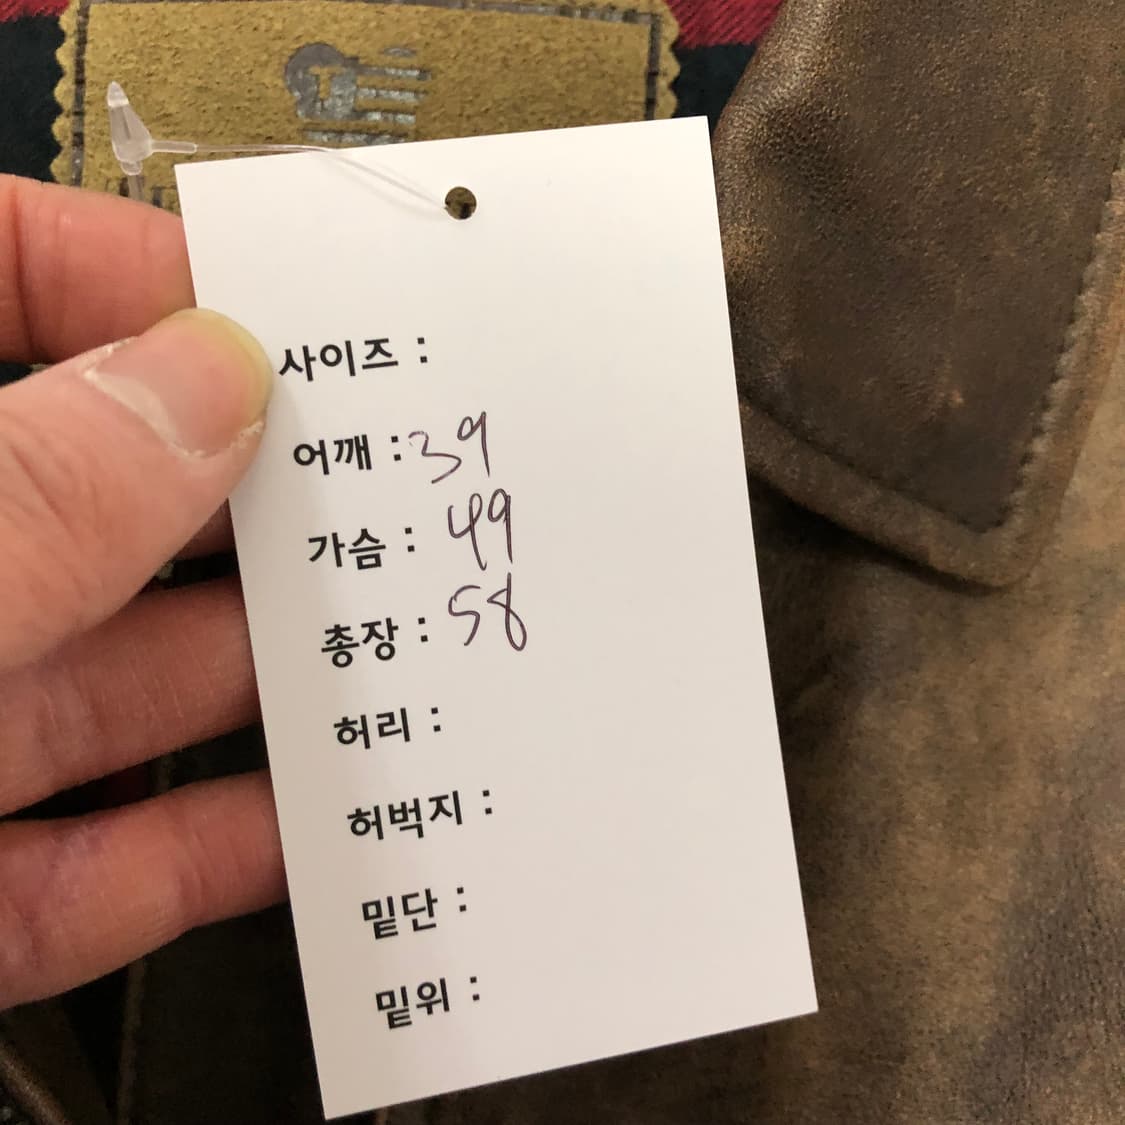 사이즈 :
어깨 : 39
가슴 : 49
총장 : 58
허리 :
허벅지 :
밑단 :
밑위 :